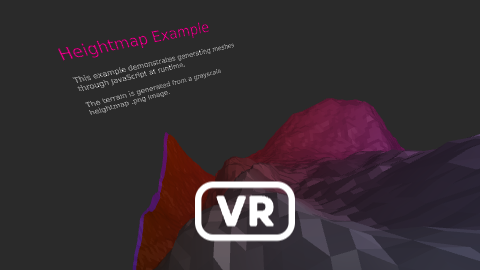 Heightmap Example
This example demonstrates generating meshes
through JavaScript at runtime.
The terrain is generated from a grayscale
heightmap .png image.
VR